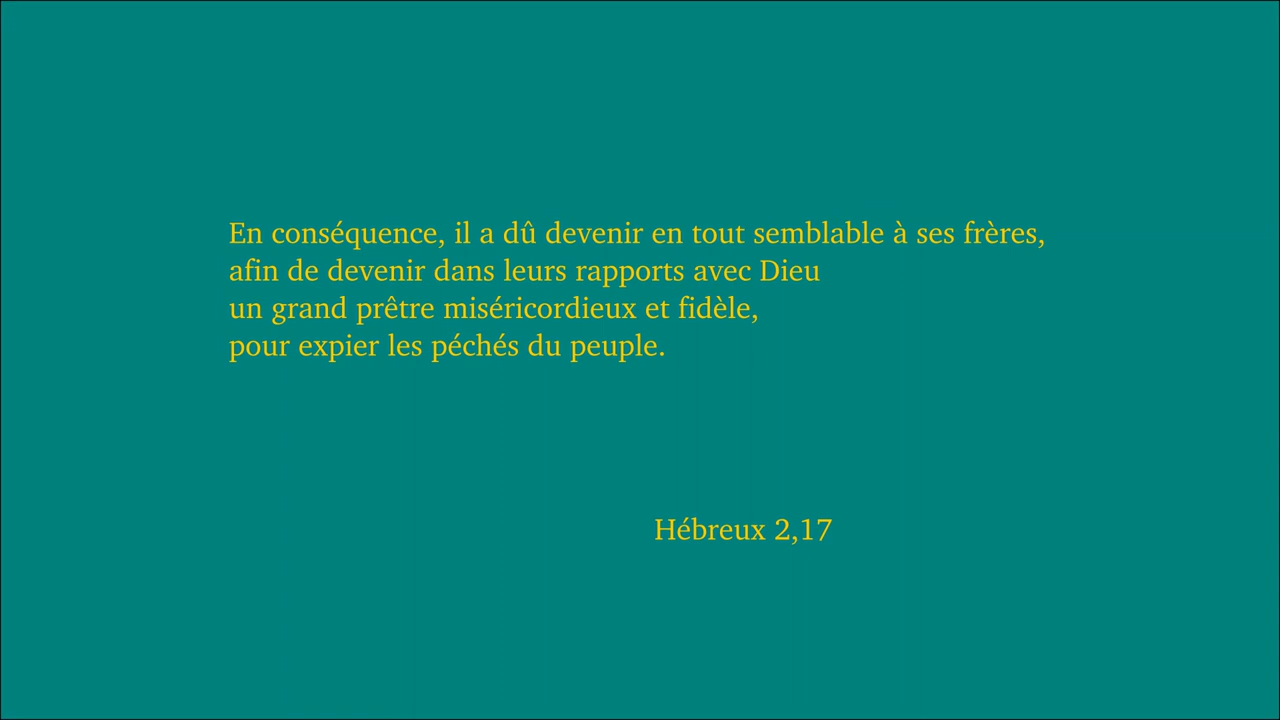 En conséquence, il a dû devenir en tout semblable à ses frères,
afin de devenir dans leurs rapports avec Dieu
un grand prêtre miséricordieux et fidèle,
pour expier les péchés du peuple.
Hébreux 2,17